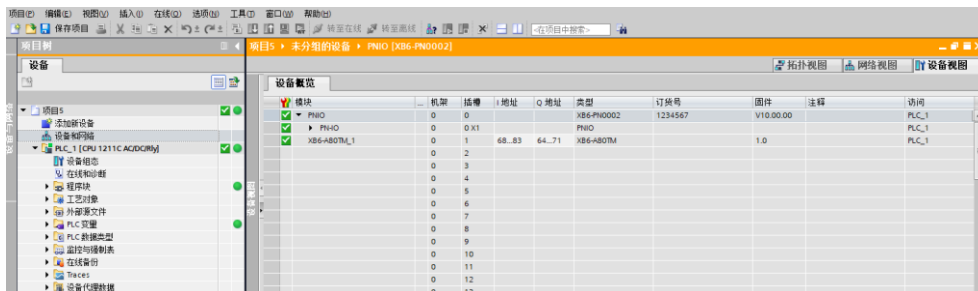 项目(P) 编辑(E) 视图(V) 插入(I) 在线(O) 选项(N) 工具(T) 窗口(W) 帮助(H)
保存项目 转至在线 转至离线 <在项目中搜索>
项目树 项目5 ▸ 未分组的设备 ▸ PNIO [XB6-PN0002]
设备 拓扑视图 网络视图 设备视图
设备概览
模块 ... 机架 插槽 I 地址 Q 地址 类型 订货号 固件 注释 访问
项目5 PNIO 0 0 XB6-PN0002 1234567 V10.00.00 PLC_1
添加新设备 PN-IO 0 0 X1 PNIO PLC_1
设备和网络 XB6-A80TM_1 0 1 68...83 64...71 XB6-A80TM 1.0 PLC_1
PLC_1 [CPU 1211C AC/DC/Rly] 0 2
设备组态 0 3
在线和诊断 0 4
程序块 0 5
工艺对象 0 6
外部源文件 0 7
PLC 变量 0 8
PLC 数据类型 0 9
监控与强制表 0 10
在线备份 0 11
Traces 0 12
设备代理数据